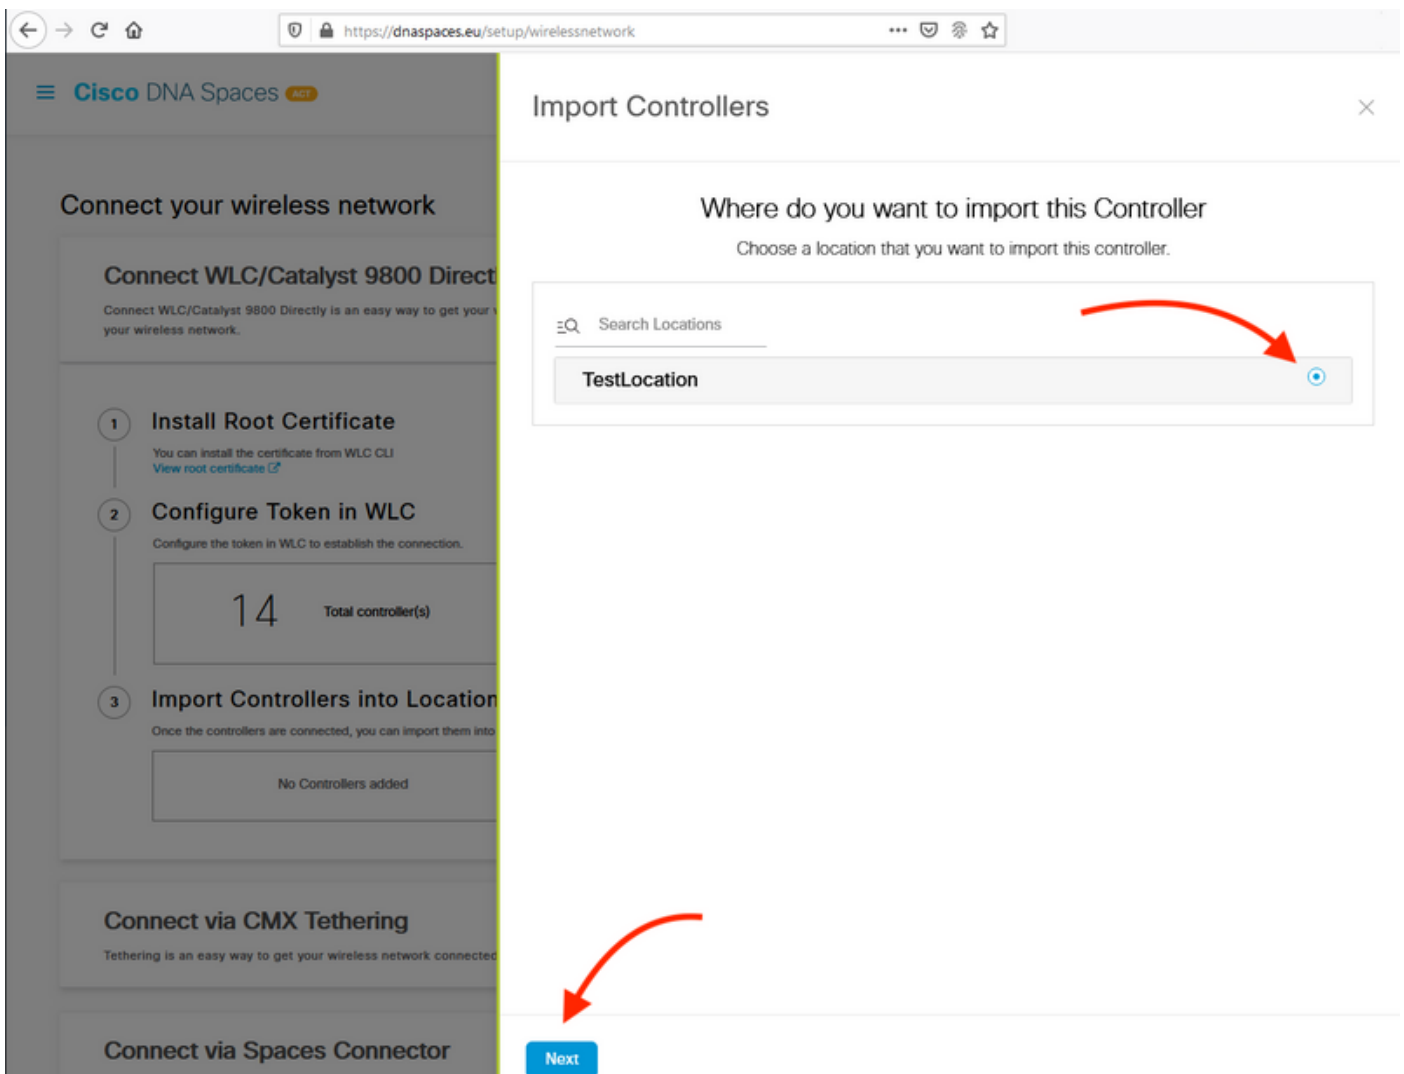 https://dnaspaces.eu/setup/wirelessnetwork
Cisco DNA Spaces ACT
Connect your wireless network
Connect WLC/Catalyst 9800 Direct
Connect WLC/Catalyst 9800 Directly is an easy way to get your
your wireless network.
1 Install Root Certificate
You can install the certificate from WLC CLI
View root certificate
2 Configure Token in WLC
Configure the token in WLC to establish the connection.
14 Total controller(s)
3 Import Controllers into Location
Once the controllers are connected, you can import them into
No Controllers added
Connect via CMX Tethering
Tethering is an easy way to get your wireless network connected
Connect via Spaces Connector
Import Controllers
Where do you want to import this Controller
Choose a location that you want to import this controller.
Search Locations
TestLocation
Next